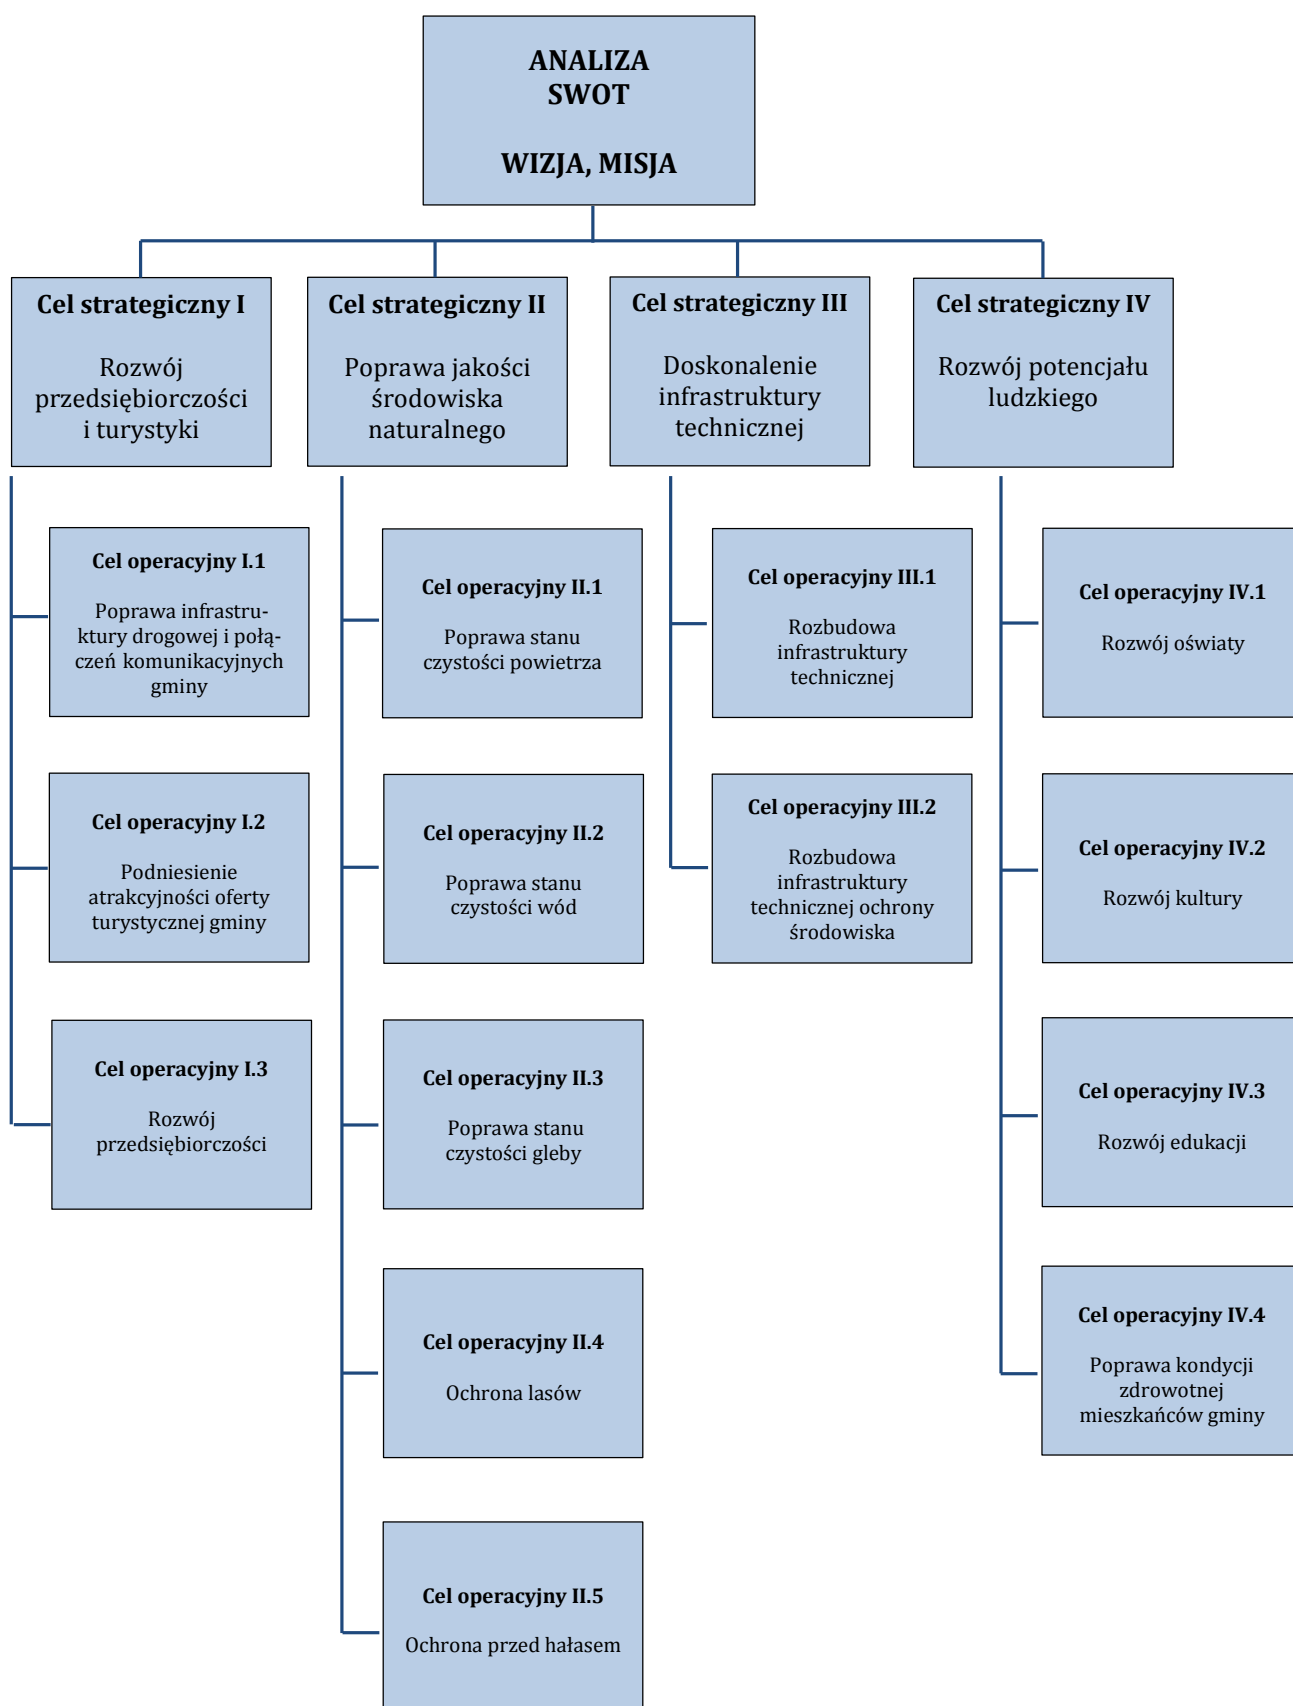 ANALIZA
SWOT
WIZJA, MISJA
Cel strategiczny I
Rozwój
przedsiębiorczości
i turystyki
Cel strategiczny II
Poprawa jakości
środowiska
naturalnego
Cel strategiczny III
Doskonalenie
infrastruktury
technicznej
Cel strategiczny IV
Rozwój potencjału
ludzkiego
Cel operacyjny I.1
Poprawa infrastru-
ktury drogowej i połą-
czeń komunikacyjnych
gminy
Cel operacyjny I.2
Podniesienie
atrakcyjności oferty
turystycznej gminy
Cel operacyjny I.3
Rozwój
przedsiębiorczości
Cel operacyjny II.1
Poprawa stanu
czystości powietrza
Cel operacyjny II.2
Poprawa stanu
czystości wód
Cel operacyjny II.3
Poprawa stanu
czystości gleby
Cel operacyjny II.4
Ochrona lasów
Cel operacyjny II.5
Ochrona przed hałasem
Cel operacyjny III.1
Rozbudowa
infrastruktury
technicznej
Cel operacyjny III.2
Rozbudowa
infrastruktury
technicznej ochrony
środowiska
Cel operacyjny IV.1
Rozwój oświaty
Cel operacyjny IV.2
Rozwój kultury
Cel operacyjny IV.3
Rozwój edukacji
Cel operacyjny IV.4
Poprawa kondycji
zdrowotnej
mieszkańców gminy